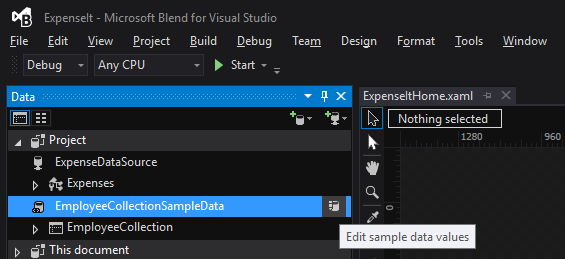 ExpenseIt - Microsoft Blend for Visual Studio
File Edit View Project Build Debug Team Design Format Tools Window
Debug Any CPU Start
Data
ExpenseItHome.xaml
Nothing selected
Project
1280 960
ExpenseDataSource
Expenses
EmployeeCollectionSampleData
0
EmployeeCollection
Edit sample data values
This document